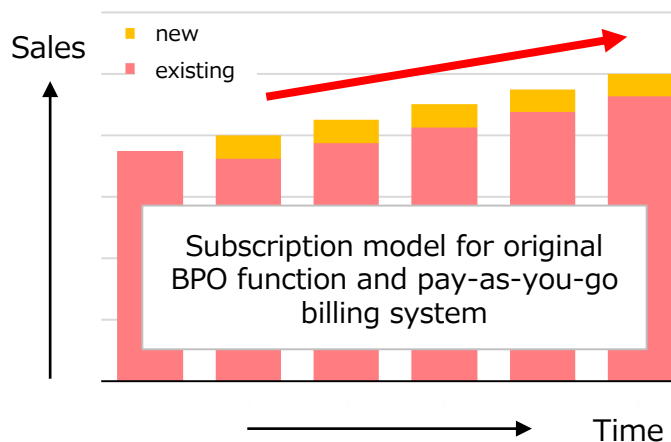 Sales
new
existing
Subscription model for original
BPO function and pay-as-you-go
billing system
Time